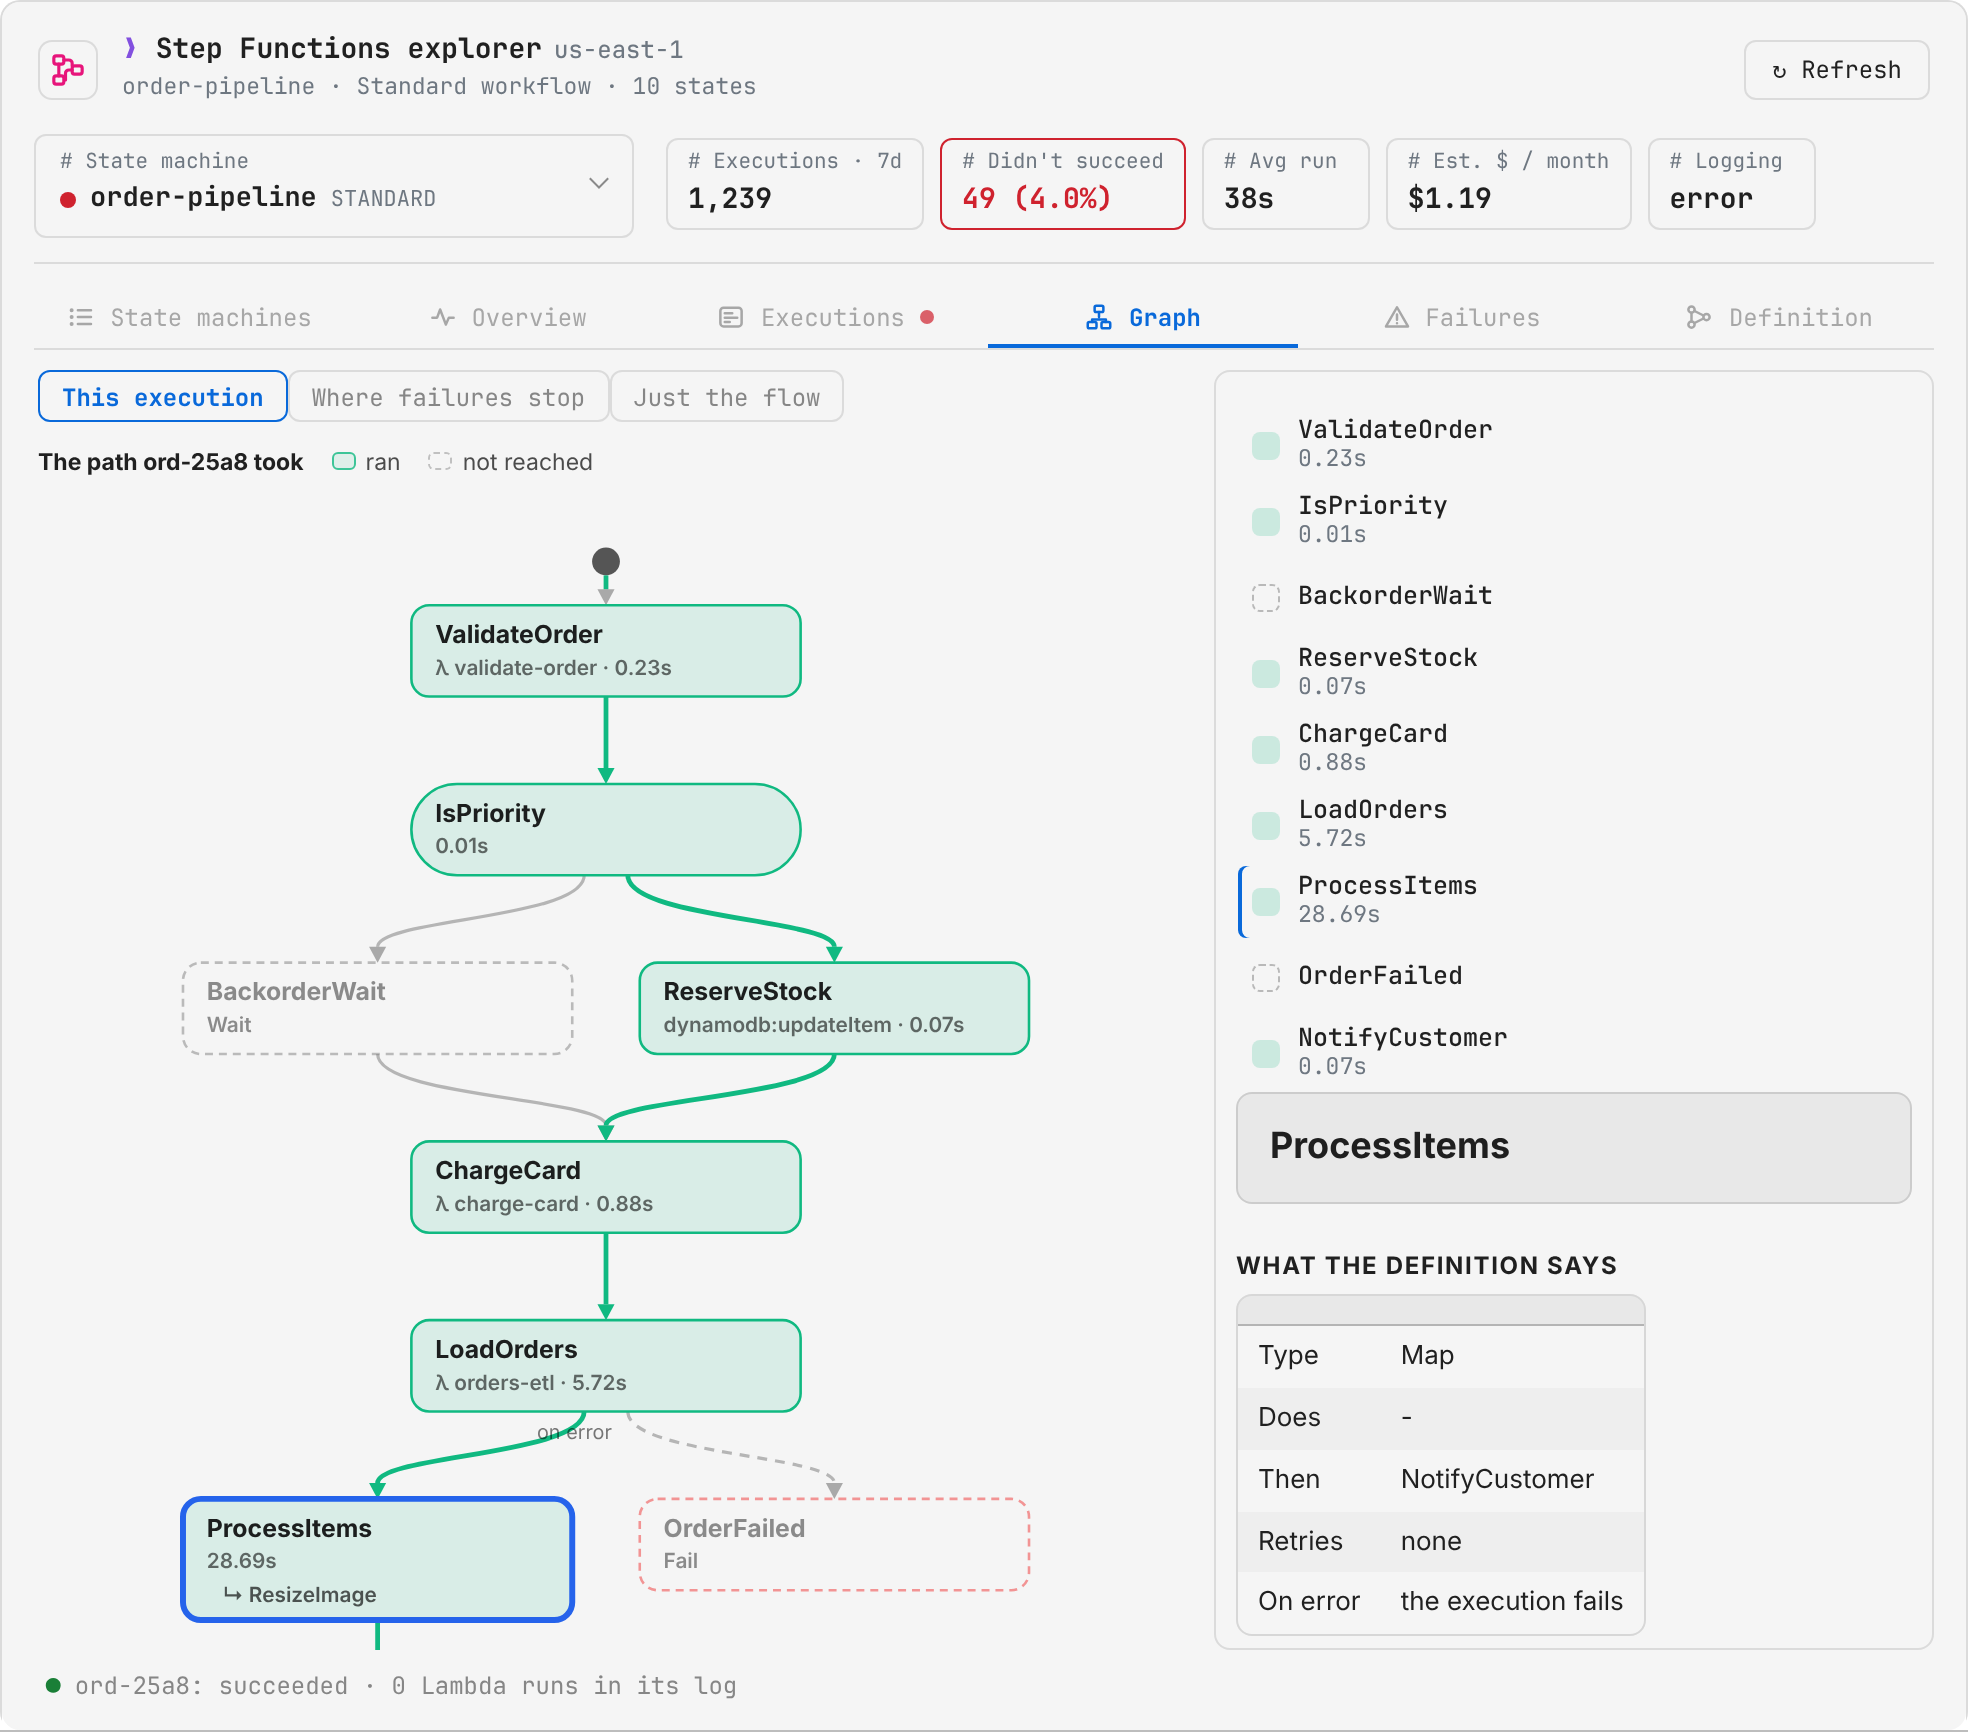 ❫ Step Functions explorer us-east-1
order-pipeline · Standard workflow · 10 states
↻ Refresh
# State machine
order-pipeline STANDARD
# Executions · 7d
1,239
# Didn't succeed
49 (4.0%)
# Avg run
38s
# Est. $ / month
$1.19
# Logging
error
State machines
Overview
Executions
Graph
Failures
Definition
This execution
Where failures stop
Just the flow
The path ord-25a8 took
ran
not reached
ValidateOrder
λ validate-order · 0.23s
IsPriority
0.01s
BackorderWait
Wait
ReserveStock
dynamodb:updateItem · 0.07s
ChargeCard
λ charge-card · 0.88s
LoadOrders
λ orders-etl · 5.72s
on error
ProcessItems
28.69s
↳ ResizeImage
OrderFailed
Fail
ValidateOrder
0.23s
IsPriority
0.01s
BackorderWait
ReserveStock
0.07s
ChargeCard
0.88s
LoadOrders
5.72s
ProcessItems
28.69s
OrderFailed
NotifyCustomer
0.07s
ProcessItems
WHAT THE DEFINITION SAYS
Type Map
Does -
Then NotifyCustomer
Retries none
On error the execution fails
ord-25a8: succeeded · 0 Lambda runs in its log